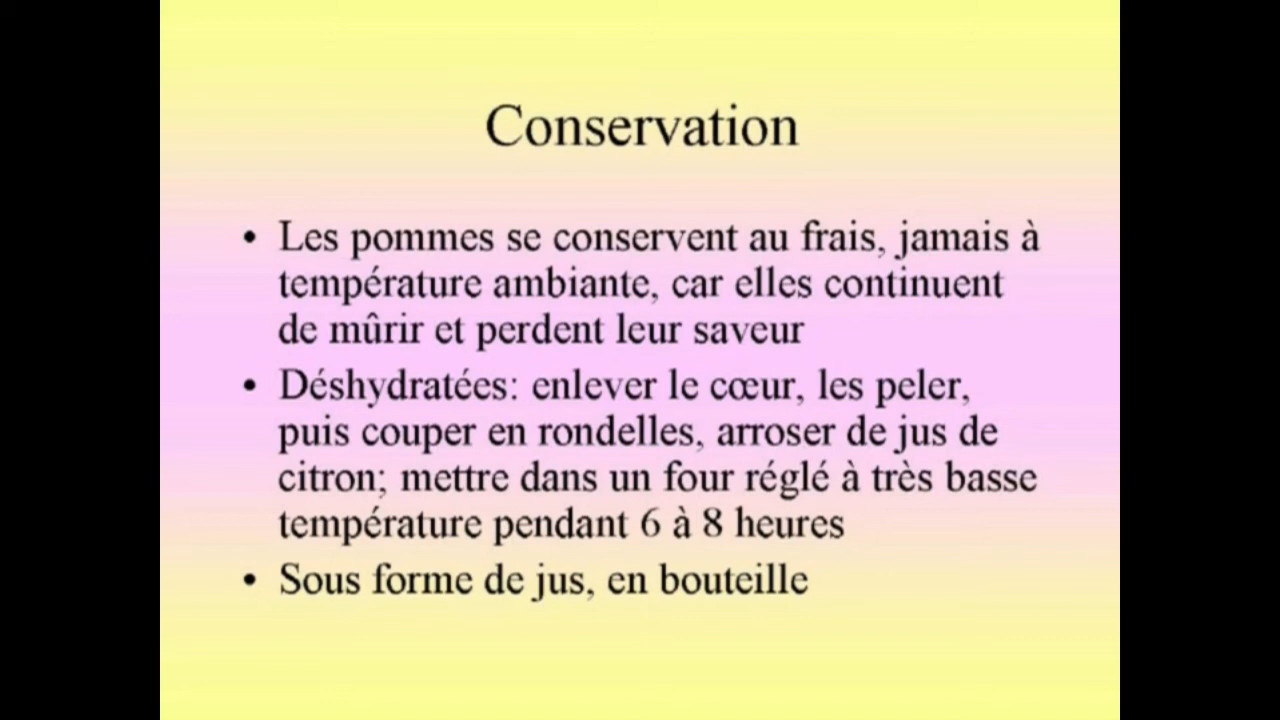 Conservation
• Les pommes se conservent au frais, jamais à
température ambiante, car elles continuent
de mûrir et perdent leur saveur
• Déshydratées: enlever le cœur, les peler,
puis couper en rondelles, arroser de jus de
citron; mettre dans un four réglé à très basse
température pendant 6 à 8 heures
• Sous forme de jus, en bouteille